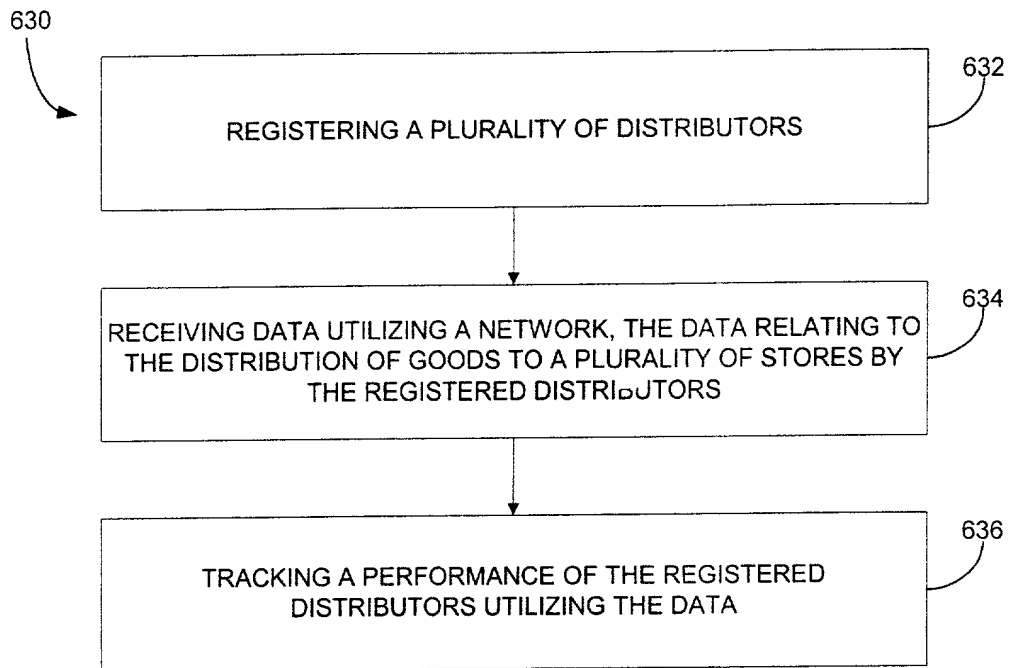 630
632
REGISTERING A PLURALITY OF DISTRIBUTORS
634
RECEIVING DATA UTILIZING A NETWORK, THE DATA RELATING TO
THE DISTRIBUTION OF GOODS TO A PLURALITY OF STORES BY
THE REGISTERED DISTRIBUTORS
636
TRACKING A PERFORMANCE OF THE REGISTERED
DISTRIBUTORS UTILIZING THE DATA